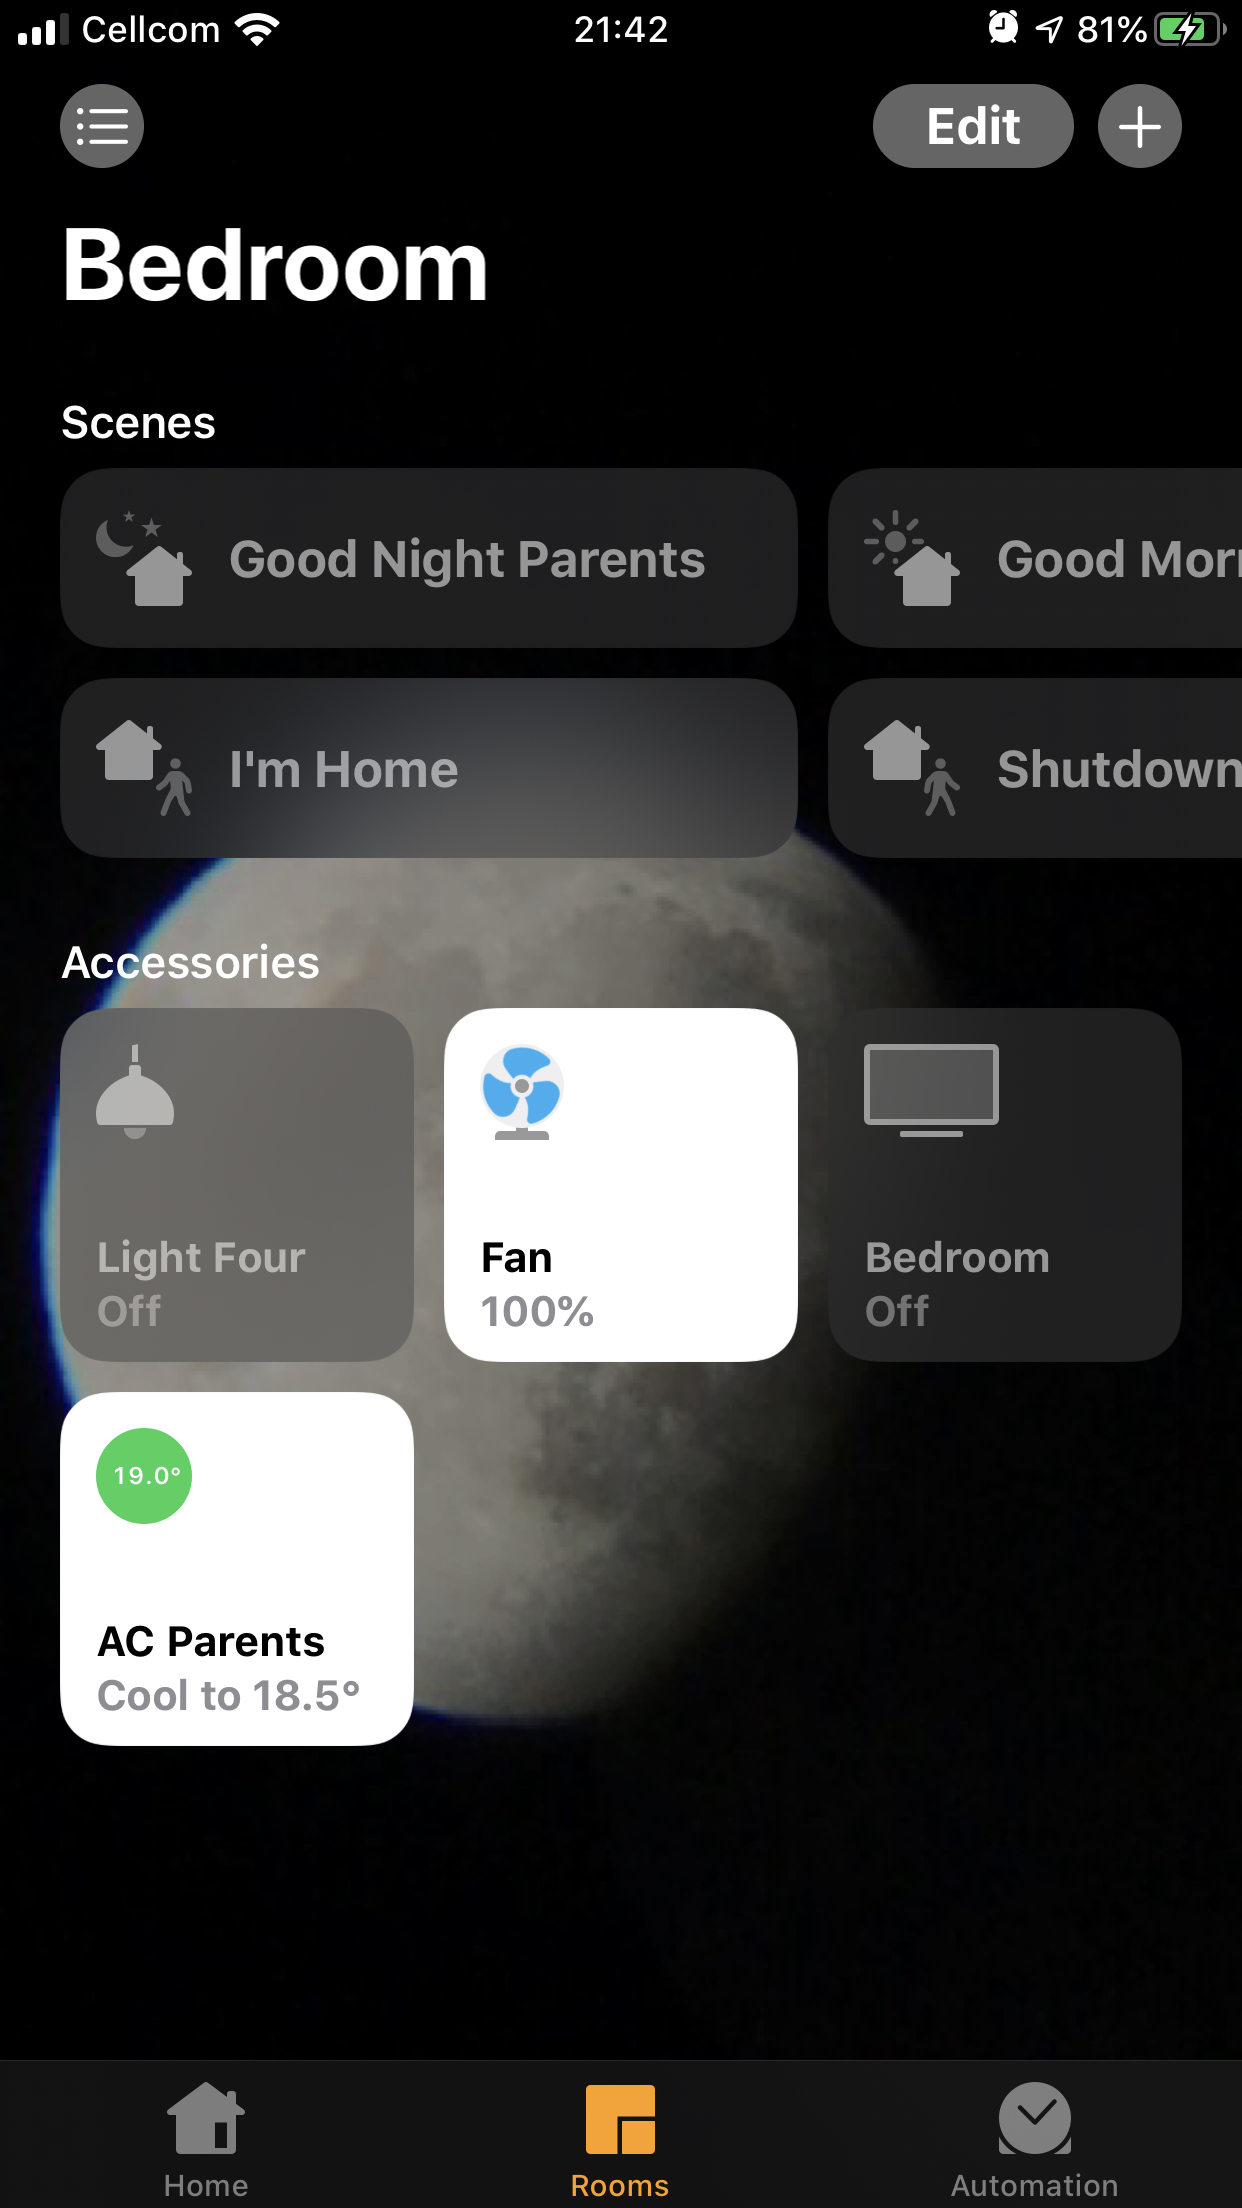 Cellcom 21:42 81%
Edit
Bedroom
Scenes
Good Night Parents
Good Morr
I'm Home
Shutdown
Accessories
Light Four
Off
Fan
100%
Bedroom
Off
19.0°
AC Parents
Cool to 18.5°
Home
Rooms
Automation